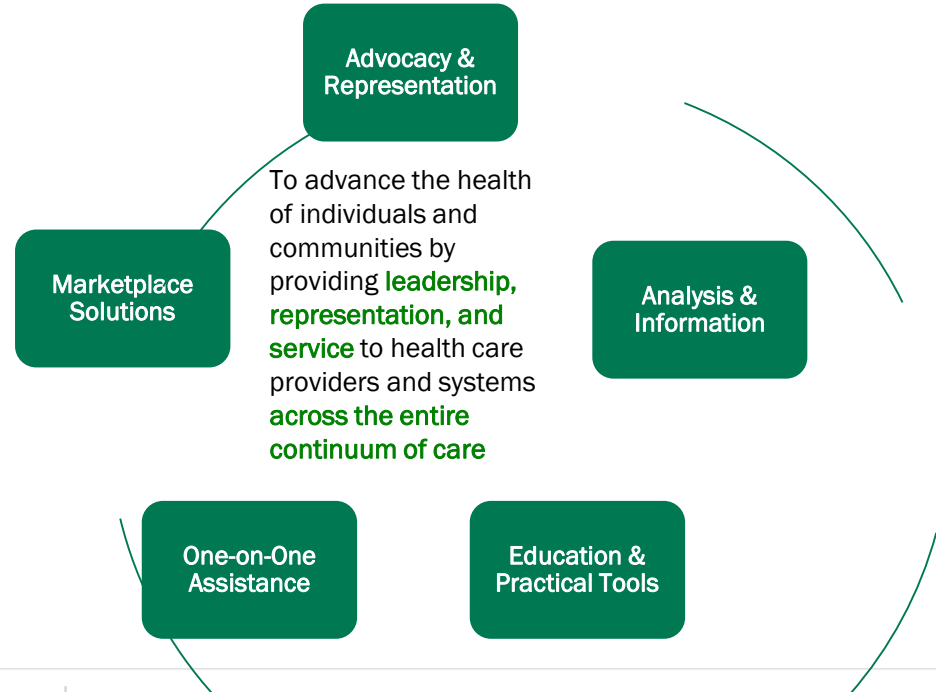 Advocacy &
Representation
To advance the health
of individuals and
communities by
providing leadership,
representation, and
service to health care
providers and systems
across the entire
continuum of care
Marketplace
Solutions
Analysis &
Information
One-on-One
Assistance
Education &
Practical Tools